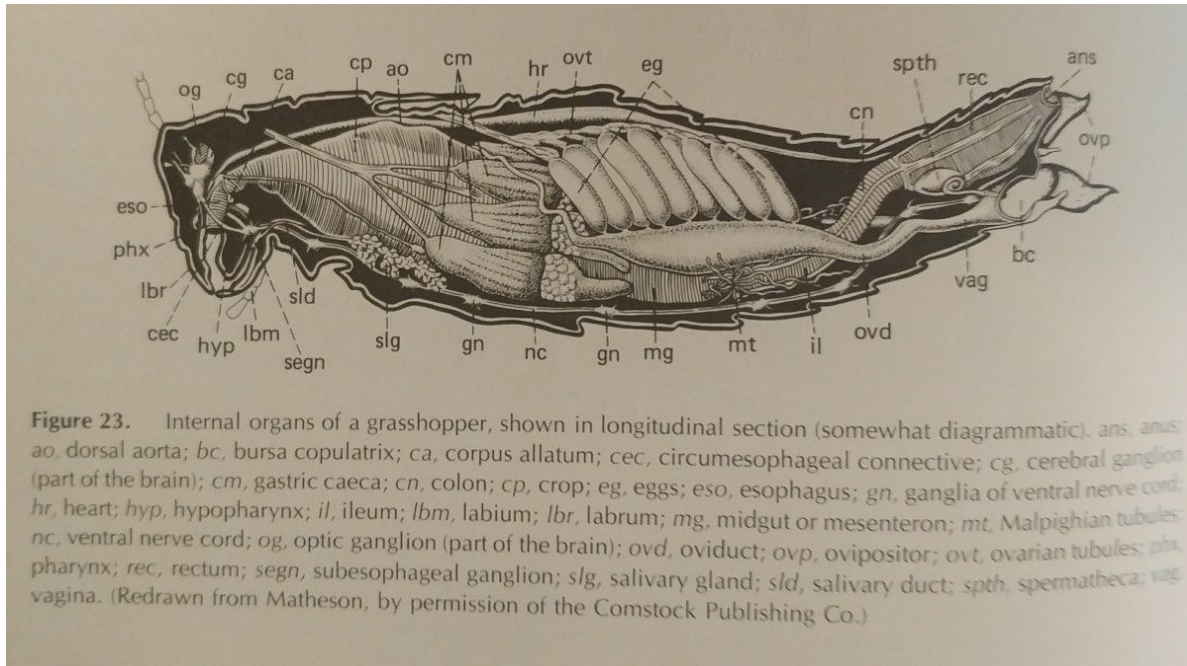 og cg ca cp ao cm hr ovt eg cn spth rec ans
ovp
eso
phx
lbr
cec hyp lbm segn sld slg gn nc gn mg mt il ovd vag bc
Figure 23. Internal organs of a grasshopper, shown in longitudinal section (somewhat diagrammatic). ans, anus;
ao, dorsal aorta; bc, bursa copulatrix; ca, corpus allatum; cec, circumesophageal connective; cg, cerebral ganglion
(part of the brain); cm, gastric caeca; cn, colon; cp, crop; eg, eggs; eso, esophagus; gn, ganglia of ventral nerve cord;
hr, heart; hyp, hypopharynx; il, ileum; lbm, labium; lbr, labrum; mg, midgut or mesenteron; mt, Malpighian tubules;
nc, ventral nerve cord; og, optic ganglion (part of the brain); ovd, oviduct; ovp, ovipositor; ovt, ovarian tubules; phx,
pharynx; rec, rectum; segn, subesophageal ganglion; slg, salivary gland; sld, salivary duct; spth, spermatheca; vag,
vagina. (Redrawn from Matheson, by permission of the Comstock Publishing Co.)